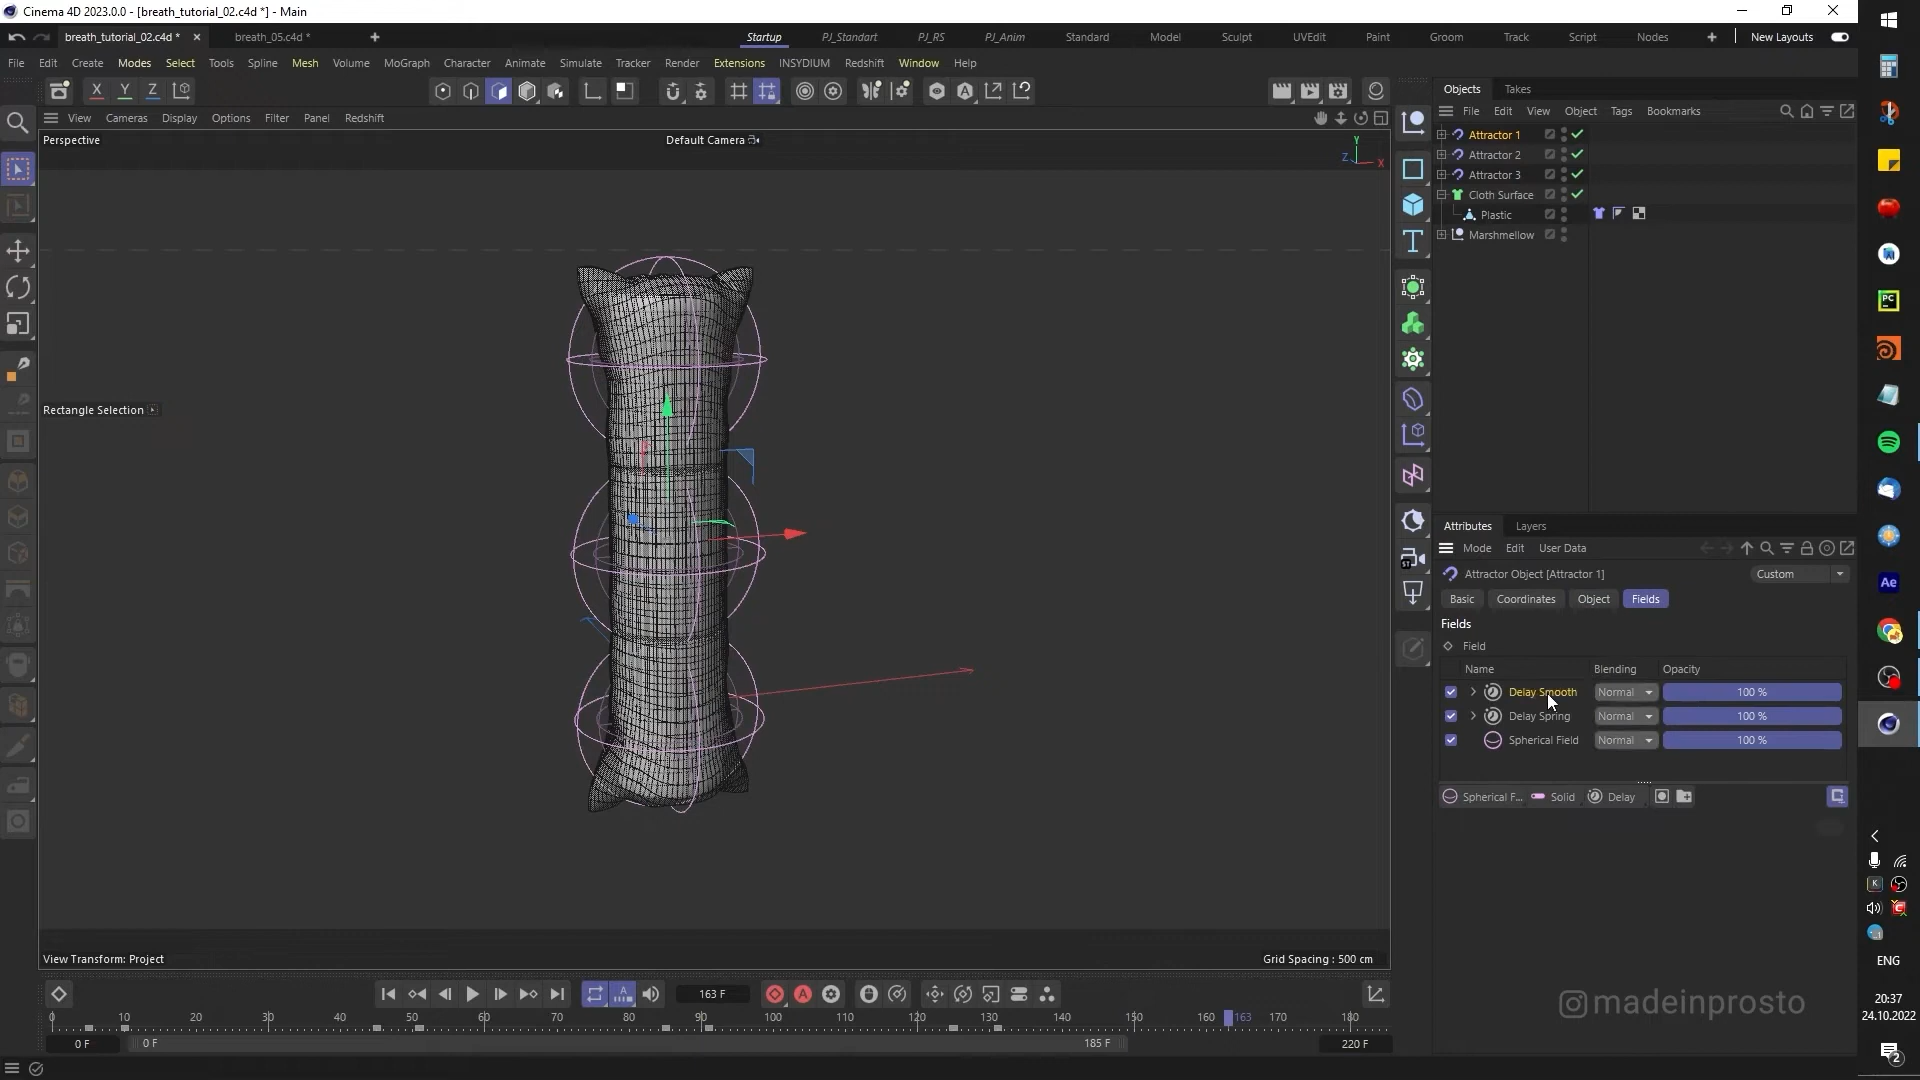 Cinema 4D 2023.0.0 - [breath_tutorial_02.c4d *] - Main
breath_tutorial_02.c4d *
breath_05.c4d *
Startup PJ_Standart PJ_RS PJ_Anim Standard Model Sculpt UVEdit Paint Groom Track Script Nodes New Layouts
File Edit Create Modes Select Tools Spline Mesh Volume MoGraph Character Animate Simulate Tracker Render Extensions INSYDIUM Redshift Window Help
X Y Z
View Cameras Display Options Filter Panel Redshift
Perspective
Default Camera
Y
Z
X
Rectangle Selection
View Transform: Project
Grid Spacing : 500 cm
Objects Takes
File Edit View Object Tags Bookmarks
Attractor 1
Attractor 2
Attractor 3
Cloth Surface
Plastic
Marshmellow
Attributes Layers
Mode Edit User Data
Attractor Object [Attractor 1]
Custom
Basic Coordinates Object Fields
Fields
Field
Name Blending Opacity
Delay Smooth Normal 100 %
Delay Spring Normal 100 %
Spherical Field Normal 100 %
Spherical F... Solid Delay
163 F
0 10 20 30 40 50 60 70 80 90 100 110 120 130 140 150 160 163 170 180
0 F
0 F
185 F
220 F
madeinprosto
PC
Ae
ENG
20:37
24.10.2022
2